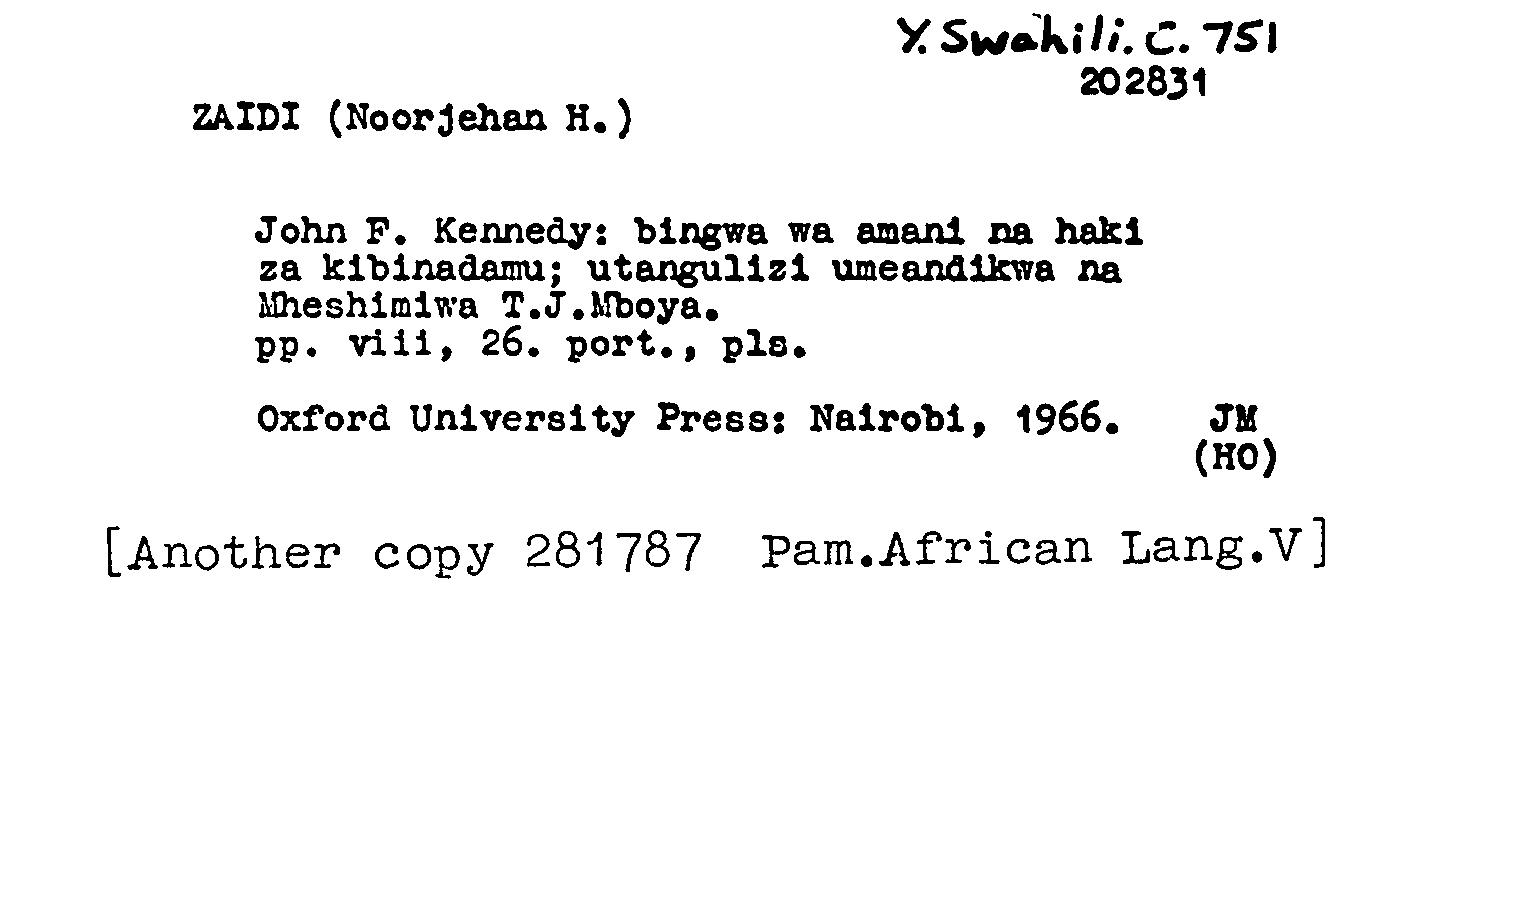 Y. Swahili. C. 751
202831
ZAIDI (Noorjehan H.)
John F. Kennedy: bingwa wa amani na haki
za kibinadamu; utangulizi umeandikwa na
Mheshimiwa T.J.Mboya.
pp. viii, 26. port., pls.
Oxford University Press: Nairobi, 1966. JM
(HO)
[Another copy 281787 Pam.African Lang.V]